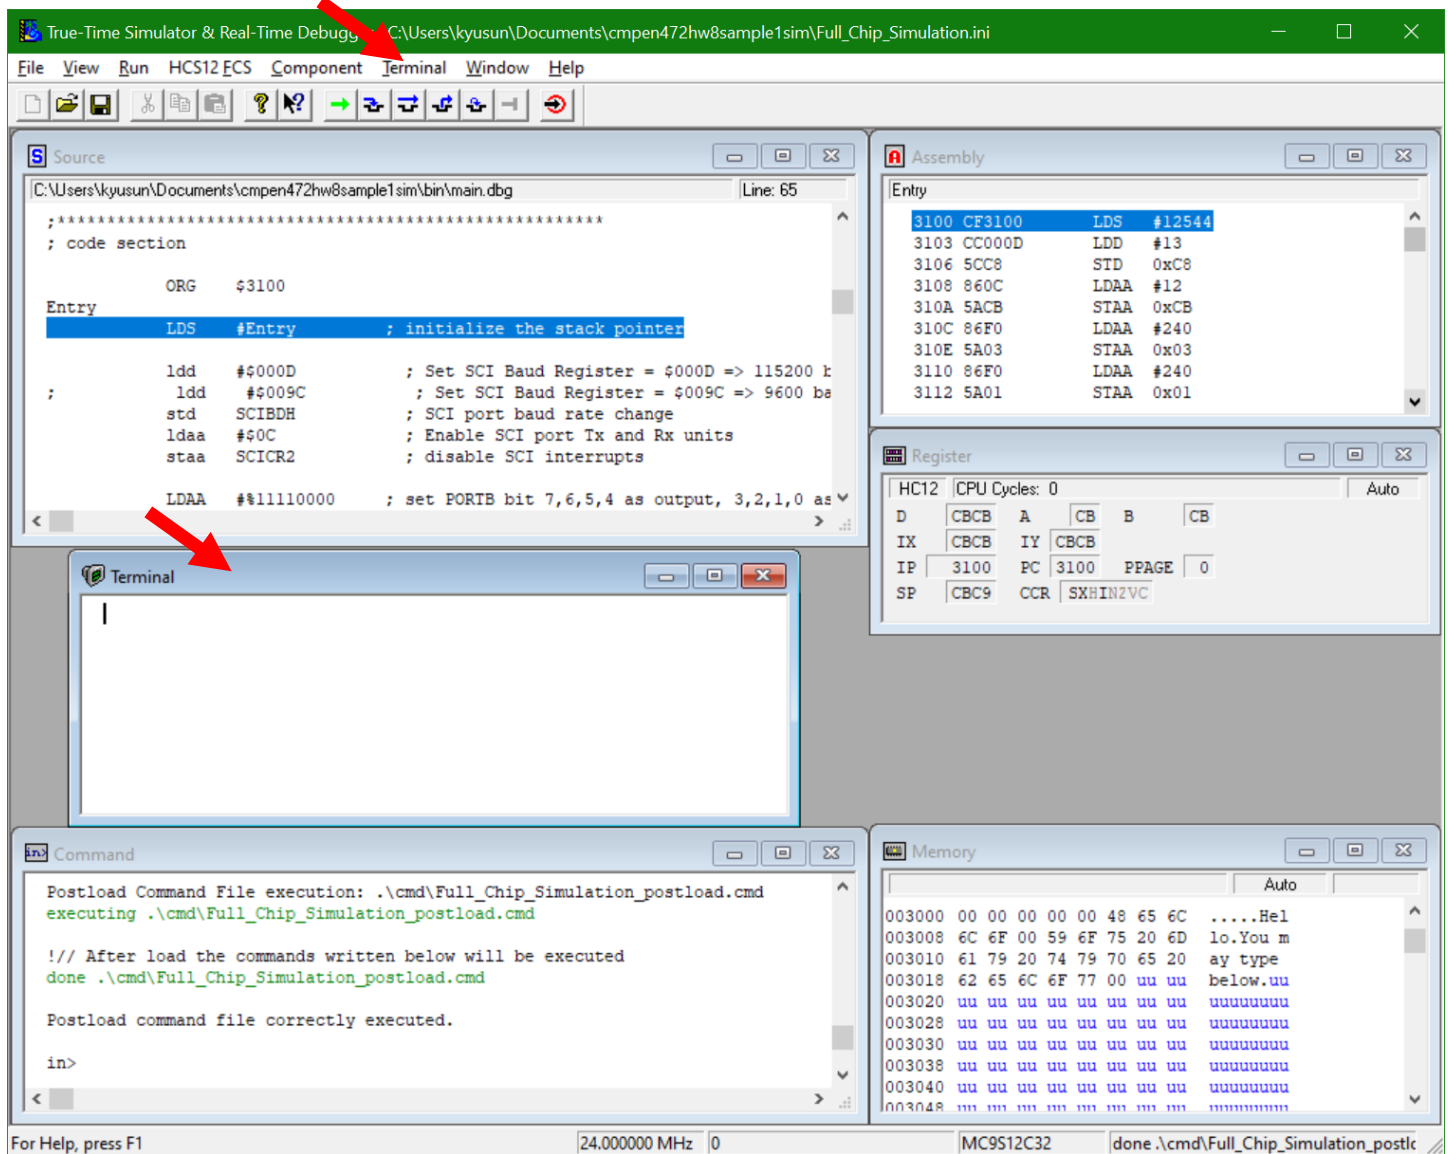 True-Time Simulator & Real-Time Debugg C:\Users\kyusun\Documents\cmpen472hw8sample1sim\Full_Chip_Simulation.ini
File View Run HCS12 FCS Component Terminal Window Help
Source
C:\Users\kyusun\Documents\cmpen472hw8sample1sim\bin\main.dbg Line: 65
;*******************************************************
; code section
ORG $3100
Entry
LDS #Entry ; initialize the stack pointer
ldd #$000D ; Set SCI Baud Register = $000D => 115200 b
; ldd #$009C ; Set SCI Baud Register = $009C => 9600 ba
std SCIBDH ; SCI port baud rate change
ldaa #$0C ; Enable SCI port Tx and Rx units
staa SCICR2 ; disable SCI interrupts
LDAA #%11110000 ; set PORTB bit 7,6,5,4 as output, 3,2,1,0 as
Assembly
Entry
3100 CF3100 LDS #12544
3103 CC000D LDD #13
3106 5CC8 STD 0xC8
3108 860C LDAA #12
310A 5ACB STAA 0xCB
310C 86F0 LDAA #240
310E 5A03 STAA 0x03
3110 86F0 LDAA #240
3112 5A01 STAA 0x01
Register
HC12 CPU Cycles: 0 Auto
D CBCB A CB B CB
IX CBCB IY CBCB
IP 3100 PC 3100 PPAGE 0
SP CBC9 CCR SXHINZVC
Terminal
Command
Postload Command File execution: .\cmd\Full_Chip_Simulation_postload.cmd
executing .\cmd\Full_Chip_Simulation_postload.cmd
!// After load the commands written below will be executed
done .\cmd\Full_Chip_Simulation_postload.cmd
Postload command file correctly executed.
in>
Memory
Auto
003000 00 00 00 00 00 48 65 6C .....Hel
003008 6C 6F 00 59 6F 75 20 6D lo.You m
003010 61 79 20 74 79 70 65 20 ay type
003018 62 65 6C 6F 77 00 uu uu below.uu
003020 uu uu uu uu uu uu uu uu uuuuuuuu
003028 uu uu uu uu uu uu uu uu uuuuuuuu
003030 uu uu uu uu uu uu uu uu uuuuuuuu
003038 uu uu uu uu uu uu uu uu uuuuuuuu
003040 uu uu uu uu uu uu uu uu uuuuuuuu
003048 uu uu uu uu uu uu uu uu uuuuuuuu
For Help, press F1 24.000000 MHz 0 MC9S12C32 done .\cmd\Full_Chip_Simulation_postlc